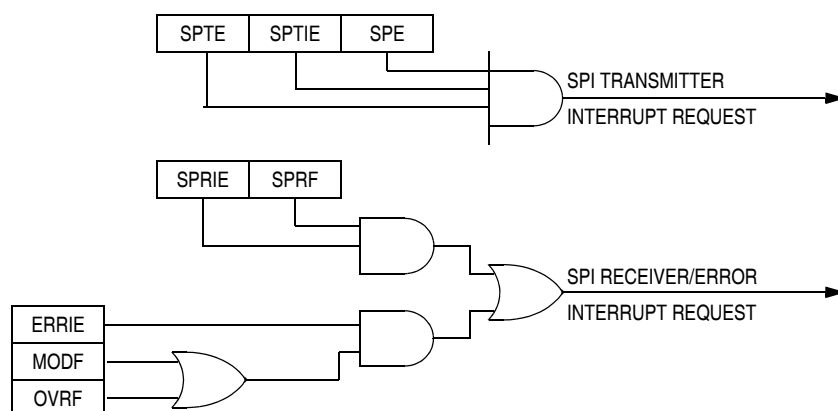 SPTE SPTIE SPE
SPI TRANSMITTER
INTERRUPT REQUEST
SPRIE SPRF
SPI RECEIVER/ERROR
INTERRUPT REQUEST
ERRIE
MODF
OVRF